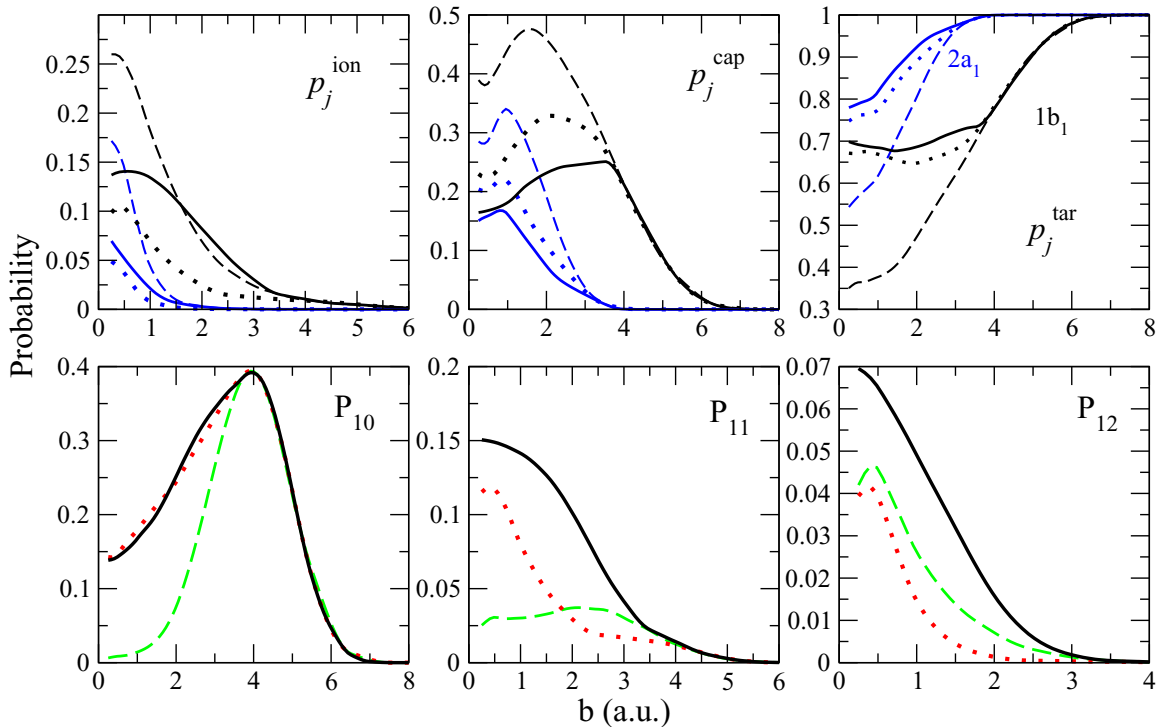 Probability
0.25
0.2
0.15
0.1
0.05
0
p_j^ion
0 1 2 3 4 5 6
0.5
0.4
0.3
0.2
0.1
0
p_j^cap
0 2 4 6 8
1
0.9
0.8
0.7
0.6
0.5
0.4
0.3
2a_1
1b_1
p_j^tar
0 2 4 6 8
0.4
0.3
0.2
0.1
0
P_10
0 2 4 6 8
0.2
0.15
0.1
0.05
0
P_11
0 1 2 3 4 5 6
0.07
0.06
0.05
0.04
0.03
0.02
0.01
0
P_12
0 1 2 3 4
b (a.u.)